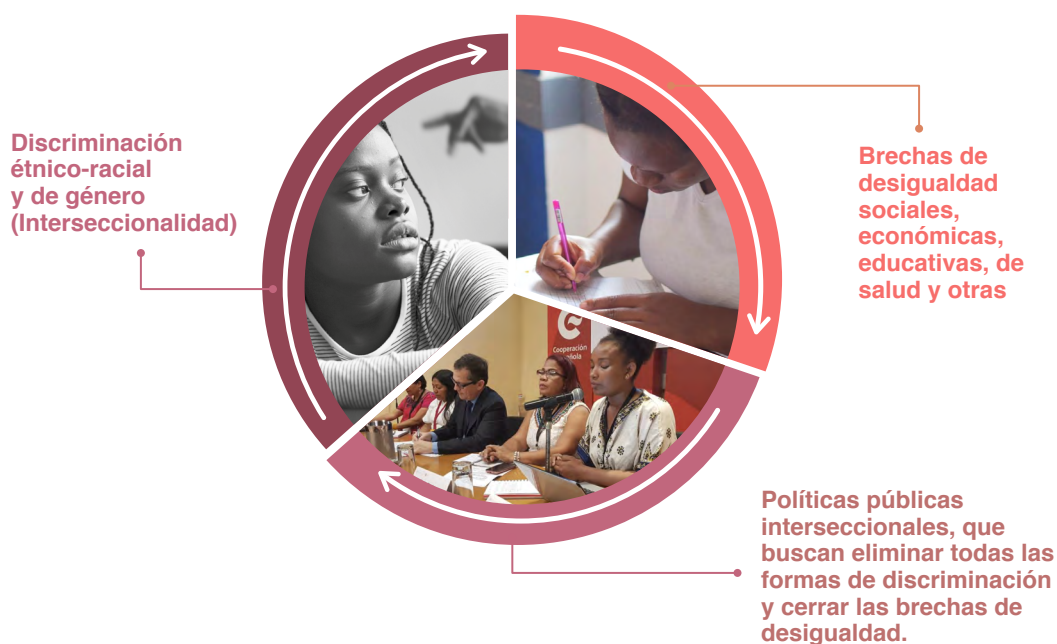 Discriminación
étnico-racial
y de género
(Interseccionalidad)
Brechas de
desigualdad
sociales,
económicas,
educativas, de
salud y otras
Cooperación
Española
Políticas públicas
interseccionales, que
buscan eliminar todas las
formas de discriminación
y cerrar las brechas de
desigualdad.